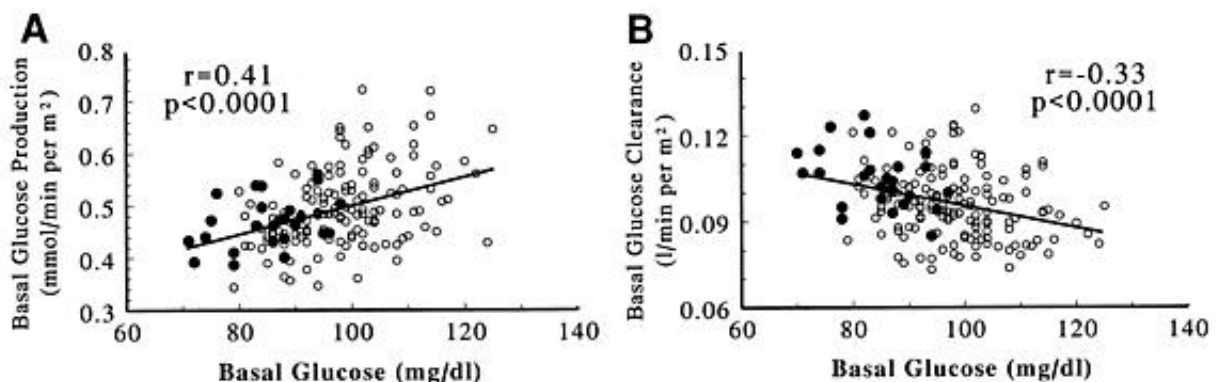 A
Basal Glucose Production
(mmol/min per m²)
0.8
0.7
0.6
0.5
0.4
0.3
r=0.41
p<0.0001
60
80
100
120
140
Basal Glucose (mg/dl)
B
Basal Glucose Clearance
(l/min per m²)
0.15
0.12
0.09
0.06
r=-0.33
p<0.0001
60
80
100
120
140
Basal Glucose (mg/dl)